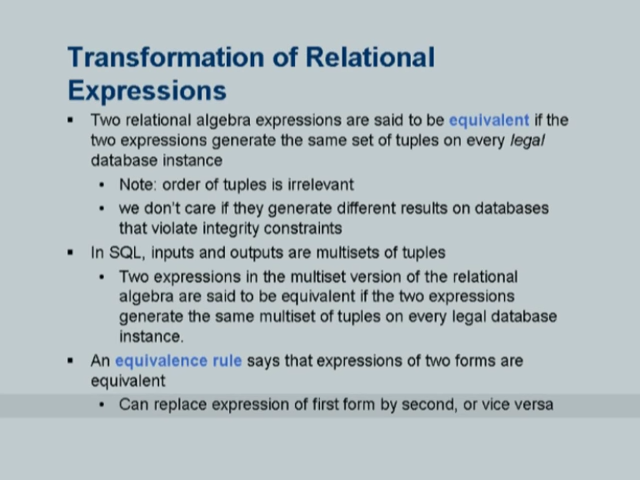 Transformation of Relational
Expressions
▪ Two relational algebra expressions are said to be equivalent if the
two expressions generate the same set of tuples on every legal
database instance
• Note: order of tuples is irrelevant
• we don't care if they generate different results on databases
that violate integrity constraints
▪ In SQL, inputs and outputs are multisets of tuples
• Two expressions in the multiset version of the relational
algebra are said to be equivalent if the two expressions
generate the same multiset of tuples on every legal database
instance.
▪ An equivalence rule says that expressions of two forms are
equivalent
• Can replace expression of first form by second, or vice versa